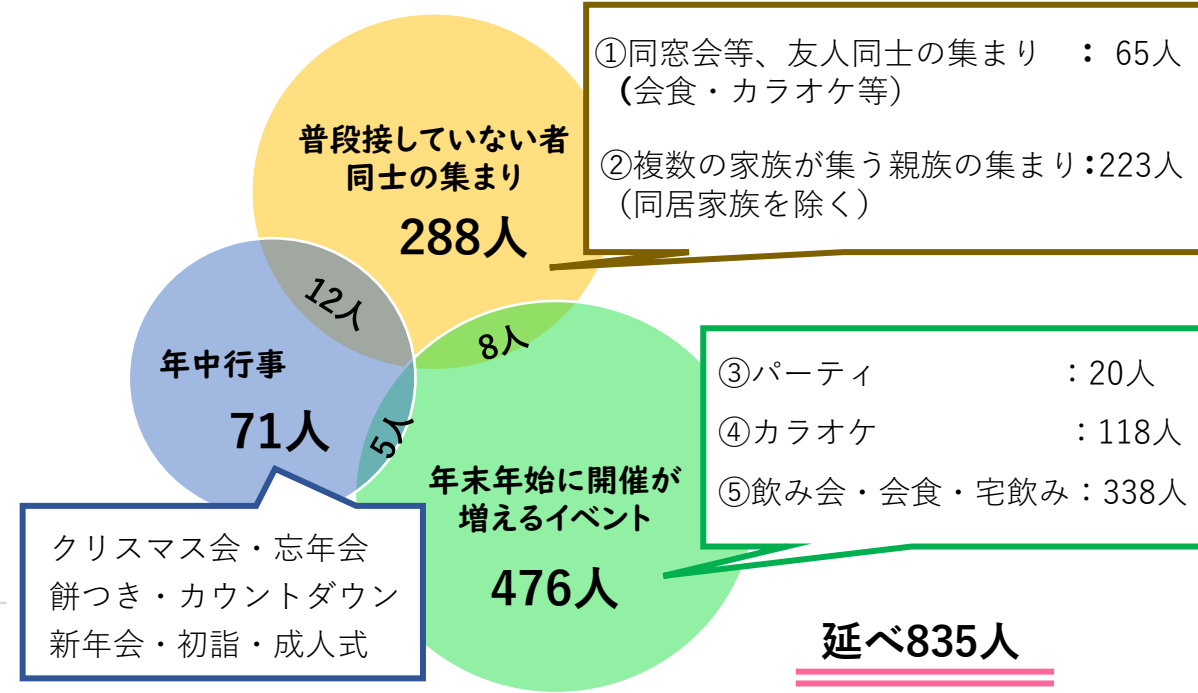 ①同窓会等、友人同士の集まり : 65人
(会食・カラオケ等)
②複数の家族が集う親族の集まり:223人
(同居家族を除く)
普段接していない者
同士の集まり
288人
12人
8人
年中行事
71人
5人
③パーティ :20人
④カラオケ :118人
⑤飲み会・会食・宅飲み:338人
年末年始に開催が
増えるイベント
476人
クリスマス会・忘年会
餅つき・カウントダウン
新年会・初詣・成人式
延べ835人